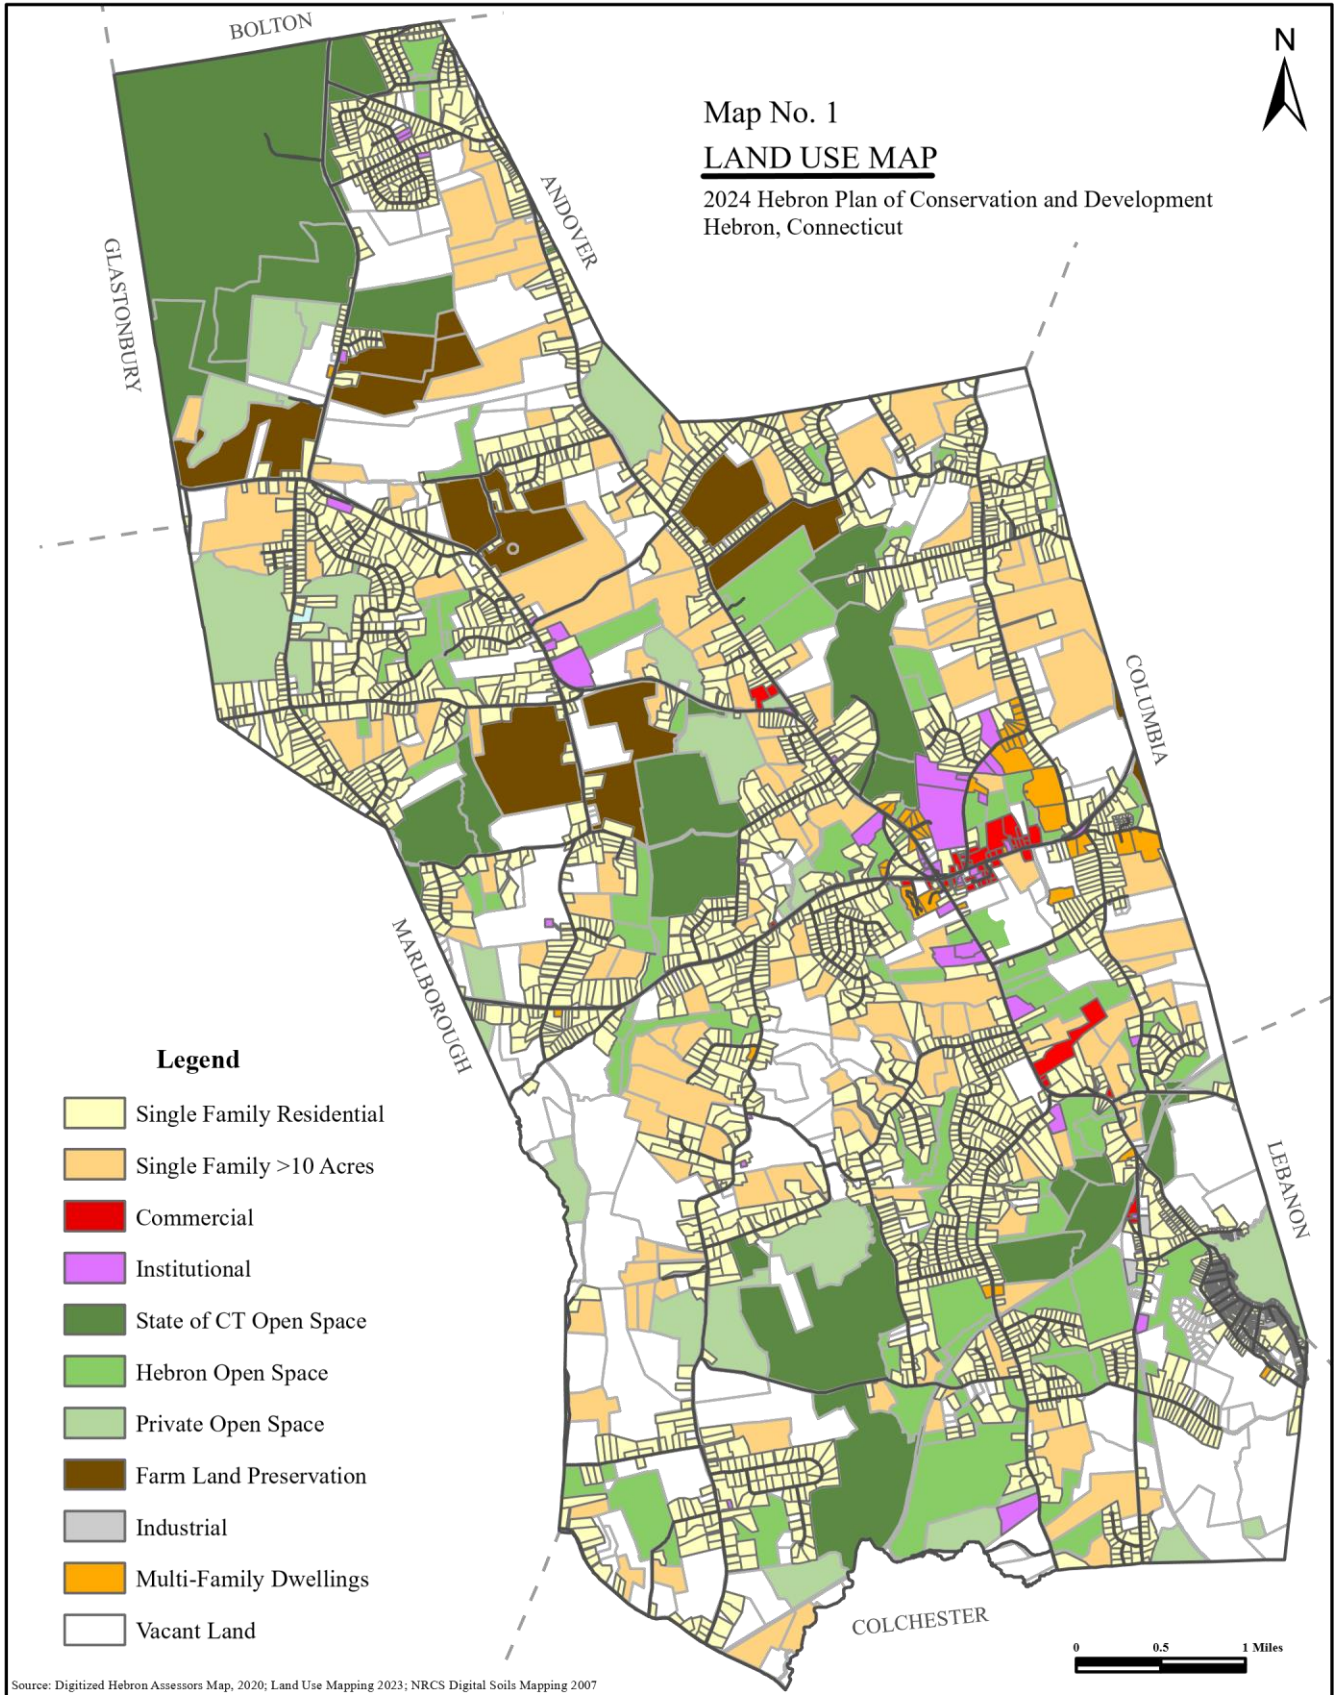 BOLTON
N
Map No. 1
LAND USE MAP
2024 Hebron Plan of Conservation and Development
Hebron, Connecticut
ANDOVER
GLASTONBURY
COLUMBIA
MARLBOROUGH
LEBANON
Legend
Single Family Residential
Single Family >10 Acres
Commercial
Institutional
State of CT Open Space
Hebron Open Space
Private Open Space
Farm Land Preservation
Industrial
Multi-Family Dwellings
Vacant Land
COLCHESTER
0 0.5 1 Miles
Source: Digitized Hebron Assessors Map, 2020; Land Use Mapping 2023; NRCS Digital Soils Mapping 2007